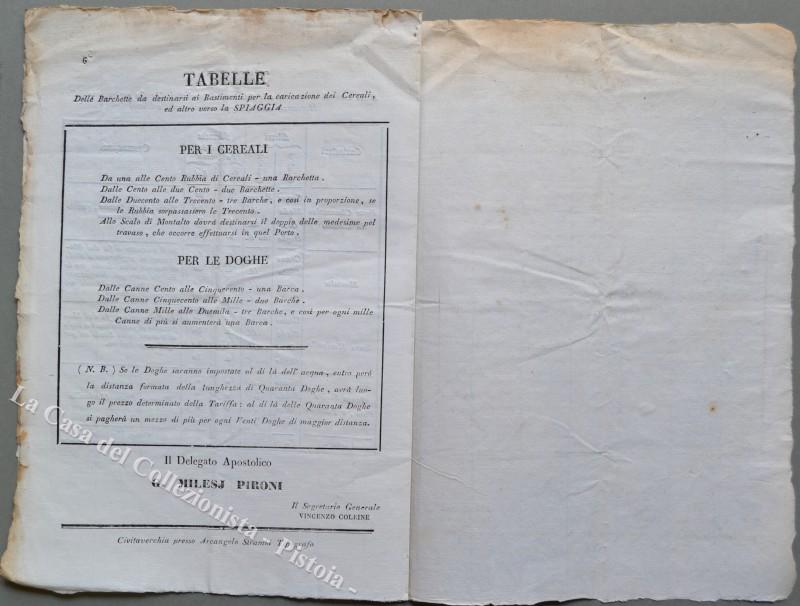 6
TABELLE
Delle Barchette da destinarsi ai Bastimenti per la caricazione dei Cereali,
ed altro verso la SPIAGGIA
PER I CEREALI
Da una alle Cento Rubbia di Cereali - una Barchetta.
Dalle Cento alle due Cento - due Barchette.
Dalle Duecento alle Trecento - tre Barche, e così in proporzione, se
le Rubbia sorpassasiero le Trecento.
Allo Scalo di Montalto dovrà destinarsi il doppio delle medesime pel
travaso, che occorre effettuarsi in quel Porto.
PER LE DOGHE
Dalle Canne Cento alle Cinquecento - una Barca.
Dalle Canne Cinquecento alle Mille - due Barche.
Dalle Canne Mille alle Duemila - tre Barche, e così per ogni mille
Canne di più si aumenterà una Barca.
( N. B. ) Se le Doghe saranno impostate al di là dell' acqua, entro però
la distanza formata della lunghezza di Quaranta Doghe, avrà luo-
go il prezzo determinato della Tariffa: al di là delle Quaranta Doghe
si pagherà un mezzo di più per ogni Venti Doghe di maggior distanza.
Il Delegato Apostolico
G. MILESJ PIRONI
Il Segretario Generale
VINCENZO COLEINE
Civitavecchia presso Arcangelo Strambi Tipografo
La Casa del Collezionista - Pistoia -